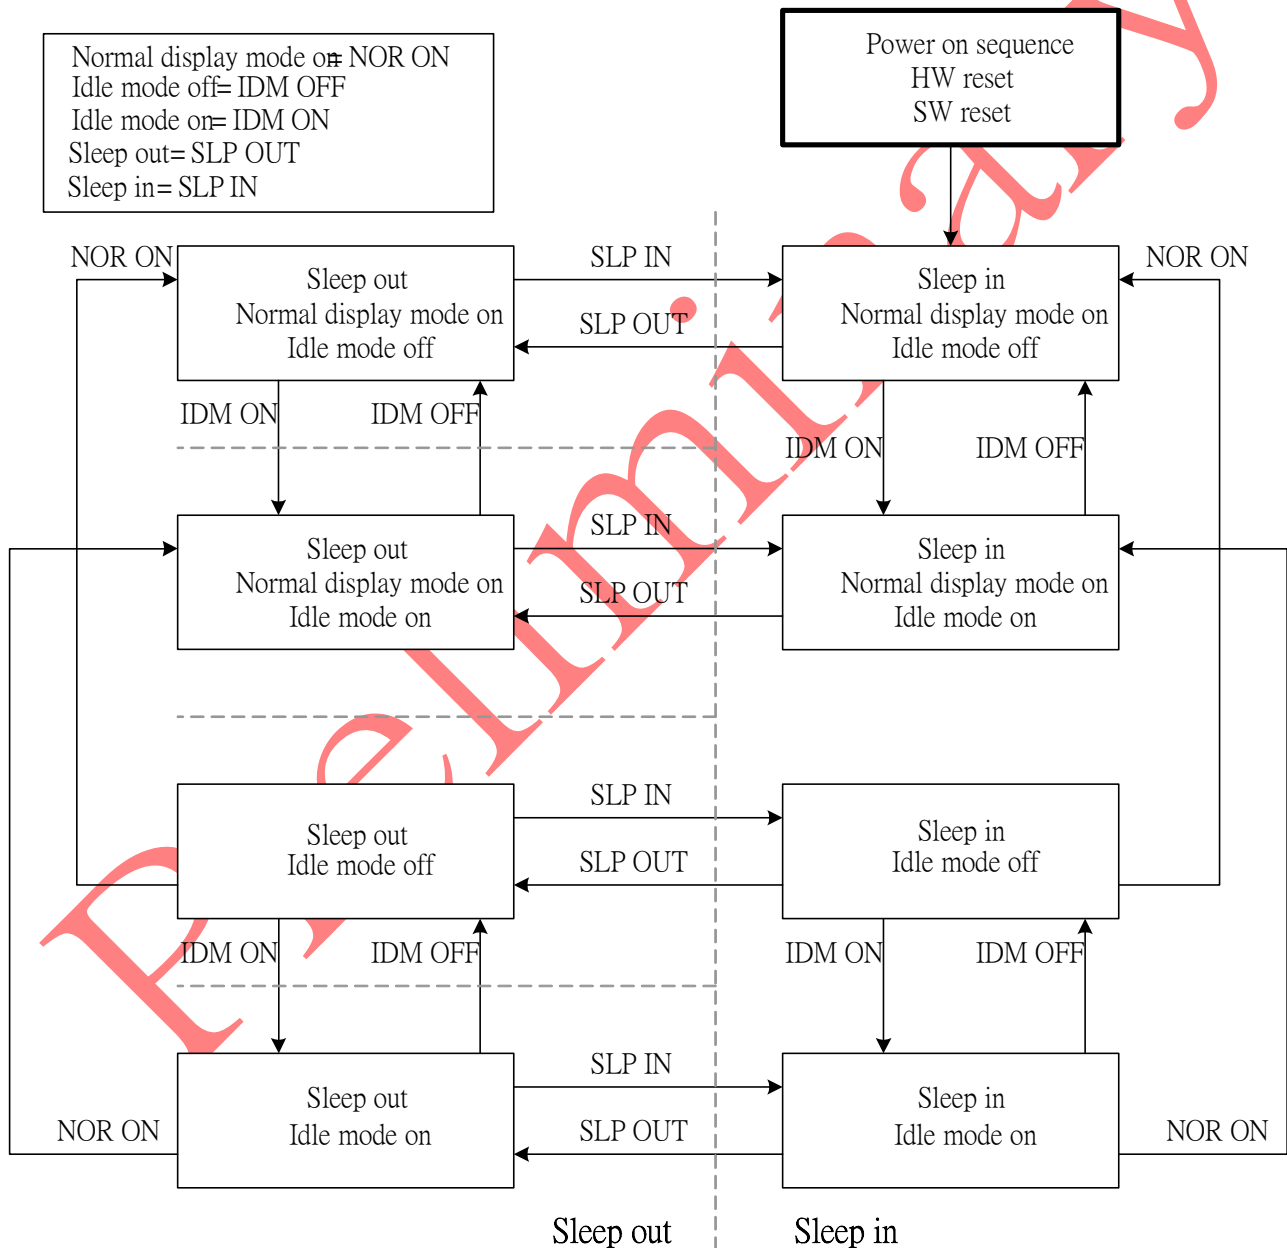 Normal display mode on= NOR ON
Idle mode off= IDM OFF
Idle mode on= IDM ON
Sleep out= SLP OUT
Sleep in= SLP IN
Power on sequence
HW reset
SW reset
NOR ON
Sleep out
Normal display mode on
Idle mode off
SLP IN
SLP OUT
Sleep in
Normal display mode on
Idle mode off
NOR ON
IDM ON
IDM OFF
IDM ON
IDM OFF
Sleep out
Normal display mode on
Idle mode on
SLP IN
SLP OUT
Sleep in
Normal display mode on
Idle mode on
Sleep out
Idle mode off
SLP IN
SLP OUT
Sleep in
Idle mode off
IDM ON
IDM OFF
IDM ON
IDM OFF
NOR ON
Sleep out
Idle mode on
SLP IN
SLP OUT
Sleep in
Idle mode on
NOR ON
Sleep out
Sleep in